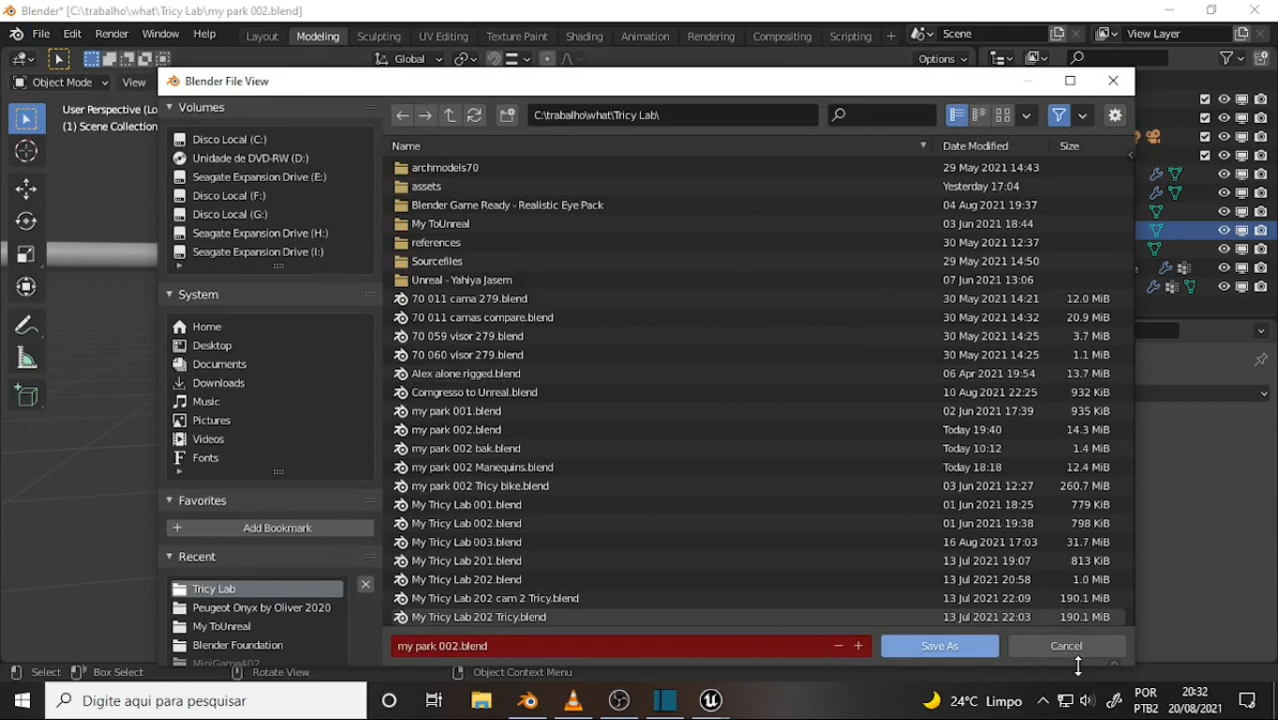 Blender* [C:\trabalho\what\Tricy Lab\my park 002.blend]
File Edit Render Window Help Layout Modeling Sculpting UV Editing Texture Paint Shading Animation Rendering Compositing Scripting + Scene View Layer
Global Options
Object Mode View
Blender File View
User Perspective (Lo
(1) Scene Collection
Volumes
Disco Local (C:)
Unidade de DVD-RW (D:)
Seagate Expansion Drive (E:)
Disco Local (F:)
Disco Local (G:)
Seagate Expansion Drive (H:)
Seagate Expansion Drive (I:)
System
Home
Desktop
Documents
Downloads
Music
Pictures
Videos
Fonts
Favorites
Add Bookmark
Recent
Tricy Lab
Peugeot Onyx by Oliver 2020
My ToUnreal
Blender Foundation
MiniGame402
C:\trabalho\what\Tricy Lab\
Name Date Modified Size
archmodels70 29 May 2021 14:43
assets Yesterday 17:04
Blender Game Ready - Realistic Eye Pack 04 Aug 2021 19:37
My ToUnreal 03 Jun 2021 18:44
references 30 May 2021 12:37
Sourcefiles 29 May 2021 14:50
Unreal - Yahiya Jasem 07 Jun 2021 13:06
70 011 cama 279.blend 30 May 2021 14:21 12.0 MiB
70 011 camas compare.blend 30 May 2021 14:32 20.9 MiB
70 059 visor 279.blend 30 May 2021 14:25 3.7 MiB
70 060 visor 279.blend 30 May 2021 14:25 1.1 MiB
Alex alone rigged.blend 06 Apr 2021 19:54 13.7 MiB
Comgresso to Unreal.blend 10 Aug 2021 22:25 932 KiB
my park 001.blend 02 Jun 2021 17:39 935 KiB
my park 002.blend Today 19:40 14.3 MiB
my park 002 bak.blend Today 10:12 1.4 MiB
my park 002 Manequins.blend Today 18:18 12.4 MiB
my park 002 Tricy bike.blend 03 Jun 2021 12:27 260.7 MiB
My Tricy Lab 001.blend 01 Jun 2021 18:25 779 KiB
My Tricy Lab 002.blend 01 Jun 2021 19:38 798 KiB
My Tricy Lab 003.blend 16 Aug 2021 17:03 31.7 MiB
My Tricy Lab 201.blend 13 Jul 2021 19:07 813 KiB
My Tricy Lab 202.blend 13 Jul 2021 20:58 1.0 MiB
My Tricy Lab 202 cam 2 Tricy.blend 13 Jul 2021 22:09 190.1 MiB
My Tricy Lab 202 Tricy.blend 13 Jul 2021 22:03 190.1 MiB
my park 002.blend Save As Cancel
Select Box Select Rotate View Object Context Menu
Digite aqui para pesquisar 24°C Limpo POR 20:32
PTB2 20/08/2021